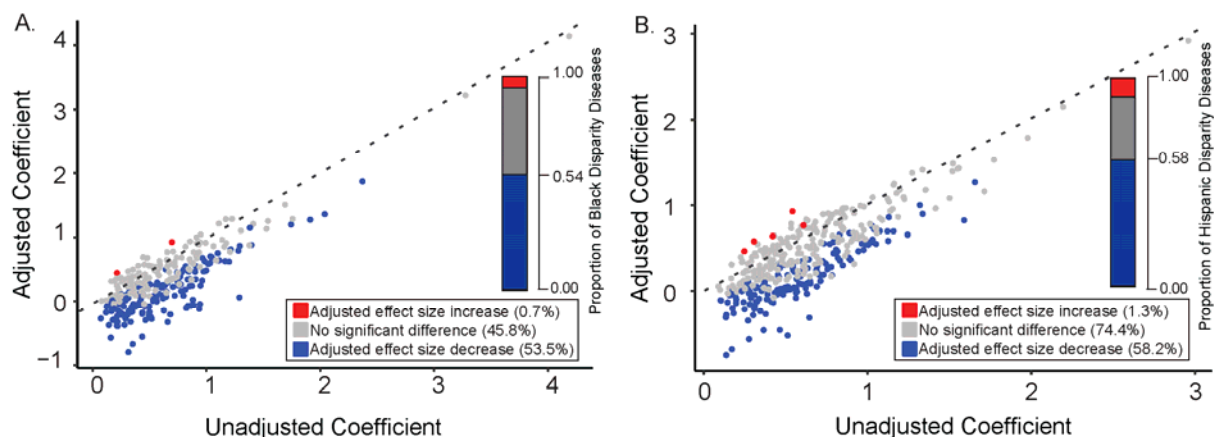 A.
Adjusted Coefficient
4
3
2
1
0
−1
0
1
2
3
4
Unadjusted Coefficient
1.00
0.54
0.00
Proportion of Black Disparity Diseases
Adjusted effect size increase (0.7%)
No significant difference (45.8%)
Adjusted effect size decrease (53.5%)
B.
Adjusted Coefficient
3
2
1
0
0
1
2
3
Unadjusted Coefficient
1.00
0.58
0.00
Proportion of Hispanic Disparity Diseases
Adjusted effect size increase (1.3%)
No significant difference (74.4%)
Adjusted effect size decrease (58.2%)